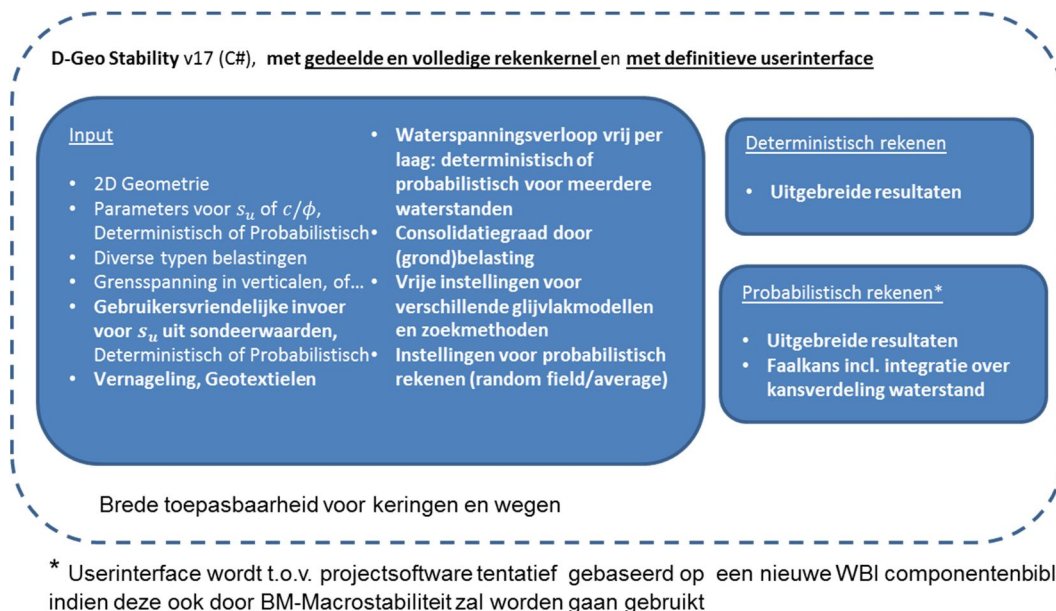 D-Geo Stability v17 (C#), met gedeelde en volledige rekenkernel en met definitieve userinterface
Input
• 2D Geometrie
• Parameters voor s_u of c/ϕ,
Deterministisch of Probabilistisch
• Diverse typen belastingen
• Grensspanning in verticalen, of…
• Gebruikersvriendelijke invoer
voor s_u uit sondeerwaarden,
Deterministisch of Probabilistisch
• Vernageling, Geotextielen
• Waterspanningsverloop vrij per
laag: deterministisch of
probabilistisch voor meerdere
waterstanden
• Consolidatiegraad door
(grond)belasting
• Vrije instellingen voor
verschillende glijvlakmodellen
en zoekmethoden
• Instellingen voor probabilistisch
rekenen (random field/average)
Deterministisch rekenen
• Uitgebreide resultaten
Probabilistisch rekenen*
• Uitgebreide resultaten
• Faalkans incl. integratie over
kansverdeling waterstand
Brede toepasbaarheid voor keringen en wegen
* Userinterface wordt t.o.v. projectsoftware tentatief gebaseerd op een nieuwe WBI componentenbibl
indien deze ook door BM-Macrostabiliteit zal worden gaan gebruikt